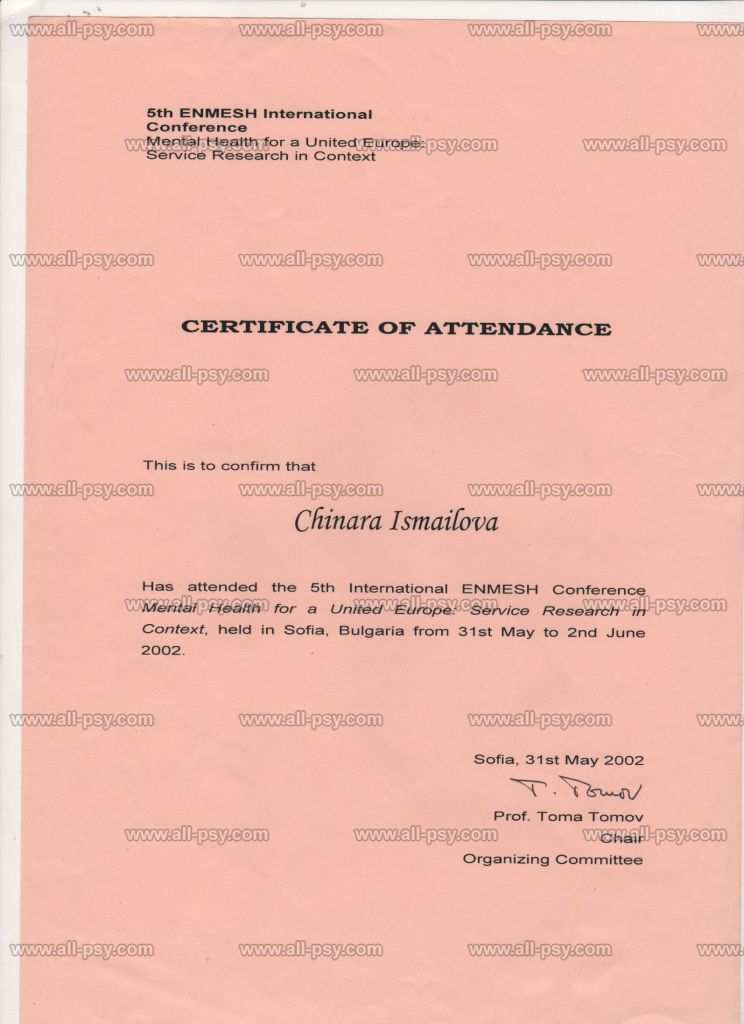 5th ENMESH International
Conference
Mental Health for a United Europe:
Service Research in Context
CERTIFICATE OF ATTENDANCE
This is to confirm that
Chinara Ismailova
Has attended the 5th International ENMESH Conference
Mental Health for a United Europe: Service Research in
Context, held in Sofia, Bulgaria from 31st May to 2nd June
2002.
Sofia, 31st May 2002
T. Tomov
Prof. Toma Tomov
Chair
Organizing Committee
www.all-psy.com